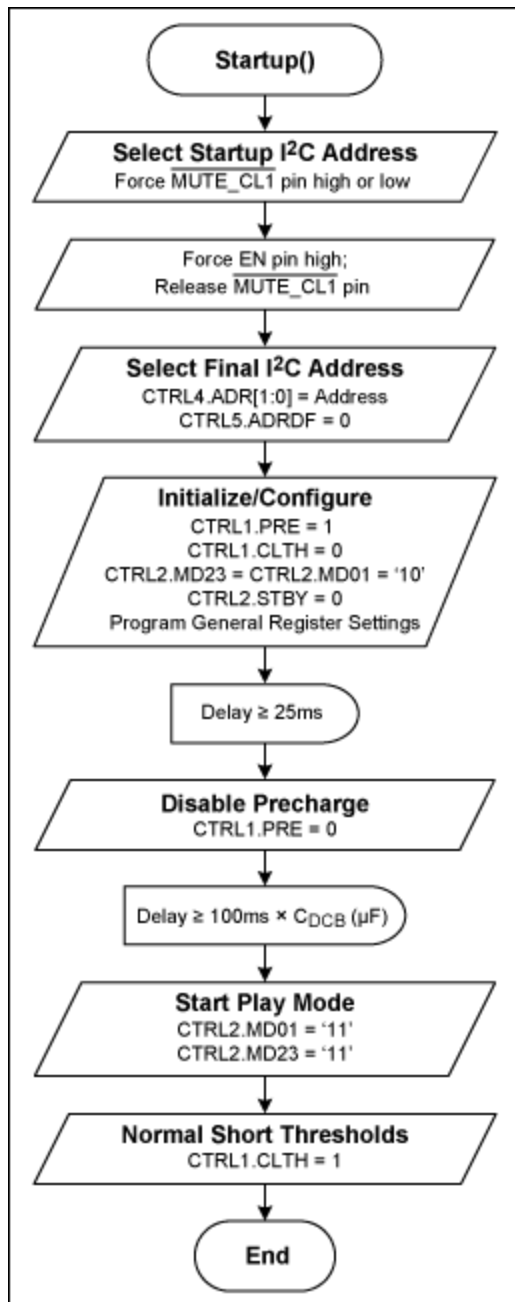 Startup()
Select Startup I²C Address
Force M̅U̅T̅E̅_̅C̅L̅1̅ pin high or low
Force EN pin high;
Release M̅U̅T̅E̅_̅C̅L̅1̅ pin
Select Final I²C Address
CTRL4.ADR[1:0] = Address
CTRL5.ADRDF = 0
Initialize/Configure
CTRL1.PRE = 1
CTRL1.CLTH = 0
CTRL2.MD23 = CTRL2.MD01 = ‘10’
CTRL2.STBY = 0
Program General Register Settings
Delay ≥ 25ms
Disable Precharge
CTRL1.PRE = 0
Delay ≥ 100ms × C_DCB (µF)
Start Play Mode
CTRL2.MD01 = ‘11’
CTRL2.MD23 = ‘11’
Normal Short Thresholds
CTRL1.CLTH = 1
End